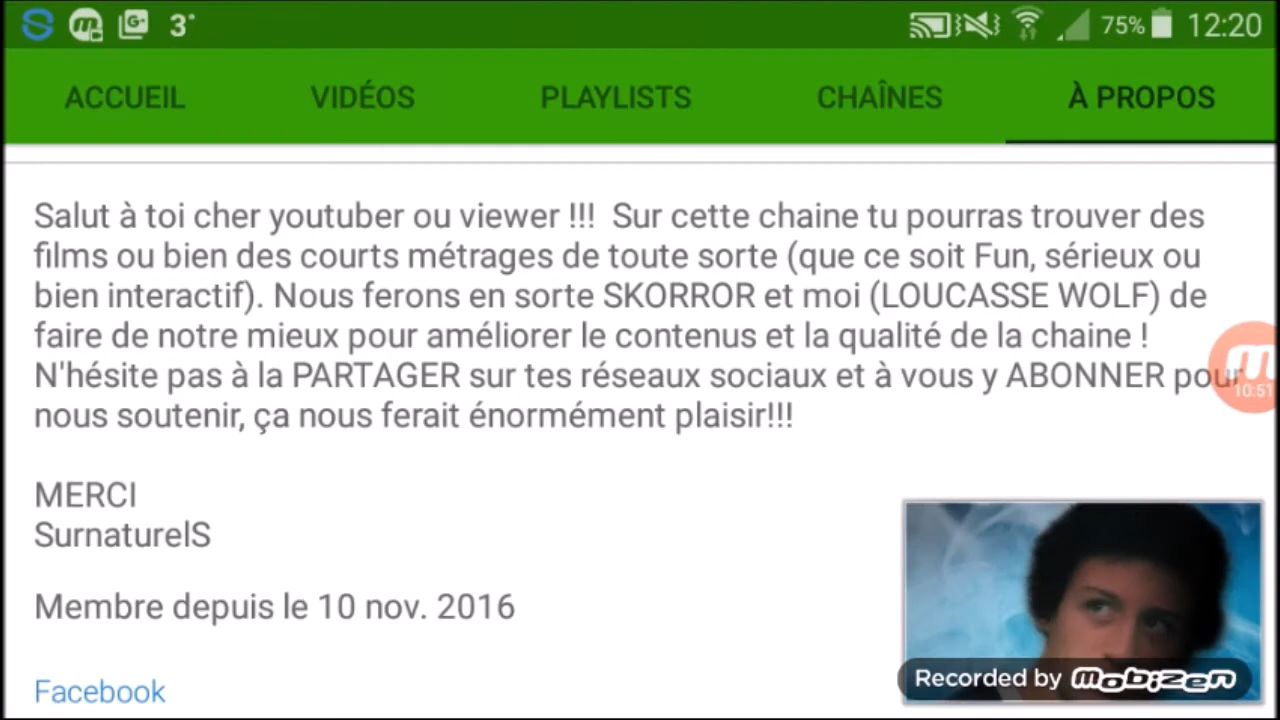 3° 75% 12:20
ACCUEIL VIDÉOS PLAYLISTS CHAÎNES À PROPOS
Salut à toi cher youtuber ou viewer !!! Sur cette chaine tu pourras trouver des
films ou bien des courts métrages de toute sorte (que ce soit Fun, sérieux ou
bien interactif). Nous ferons en sorte SKORROR et moi (LOUCASSE WOLF) de
faire de notre mieux pour améliorer le contenus et la qualité de la chaine !
N'hésite pas à la PARTAGER sur tes réseaux sociaux et à vous y ABONNER pour
10:51
nous soutenir, ça nous ferait énormément plaisir!!!
MERCI
SurnaturelS
Membre depuis le 10 nov. 2016
Recorded by mobizen
Facebook